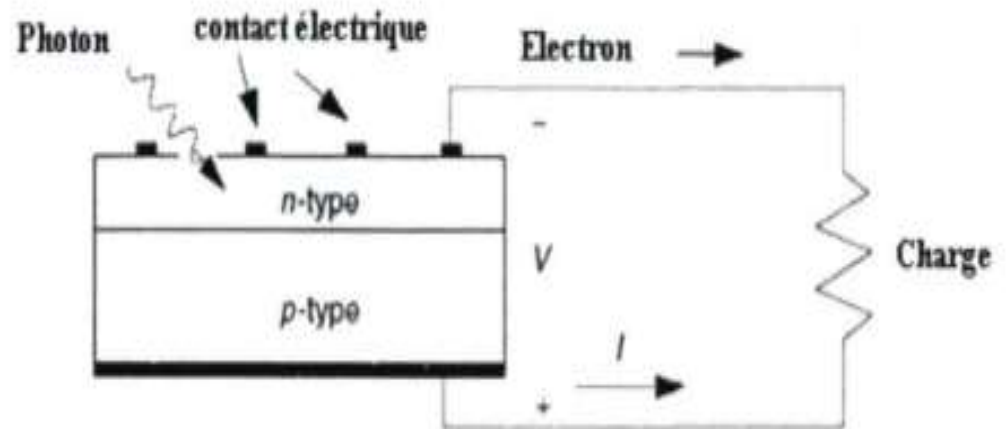 Photon
contact électrique
Electron
-
n-type
V
Charge
p-type
I
+